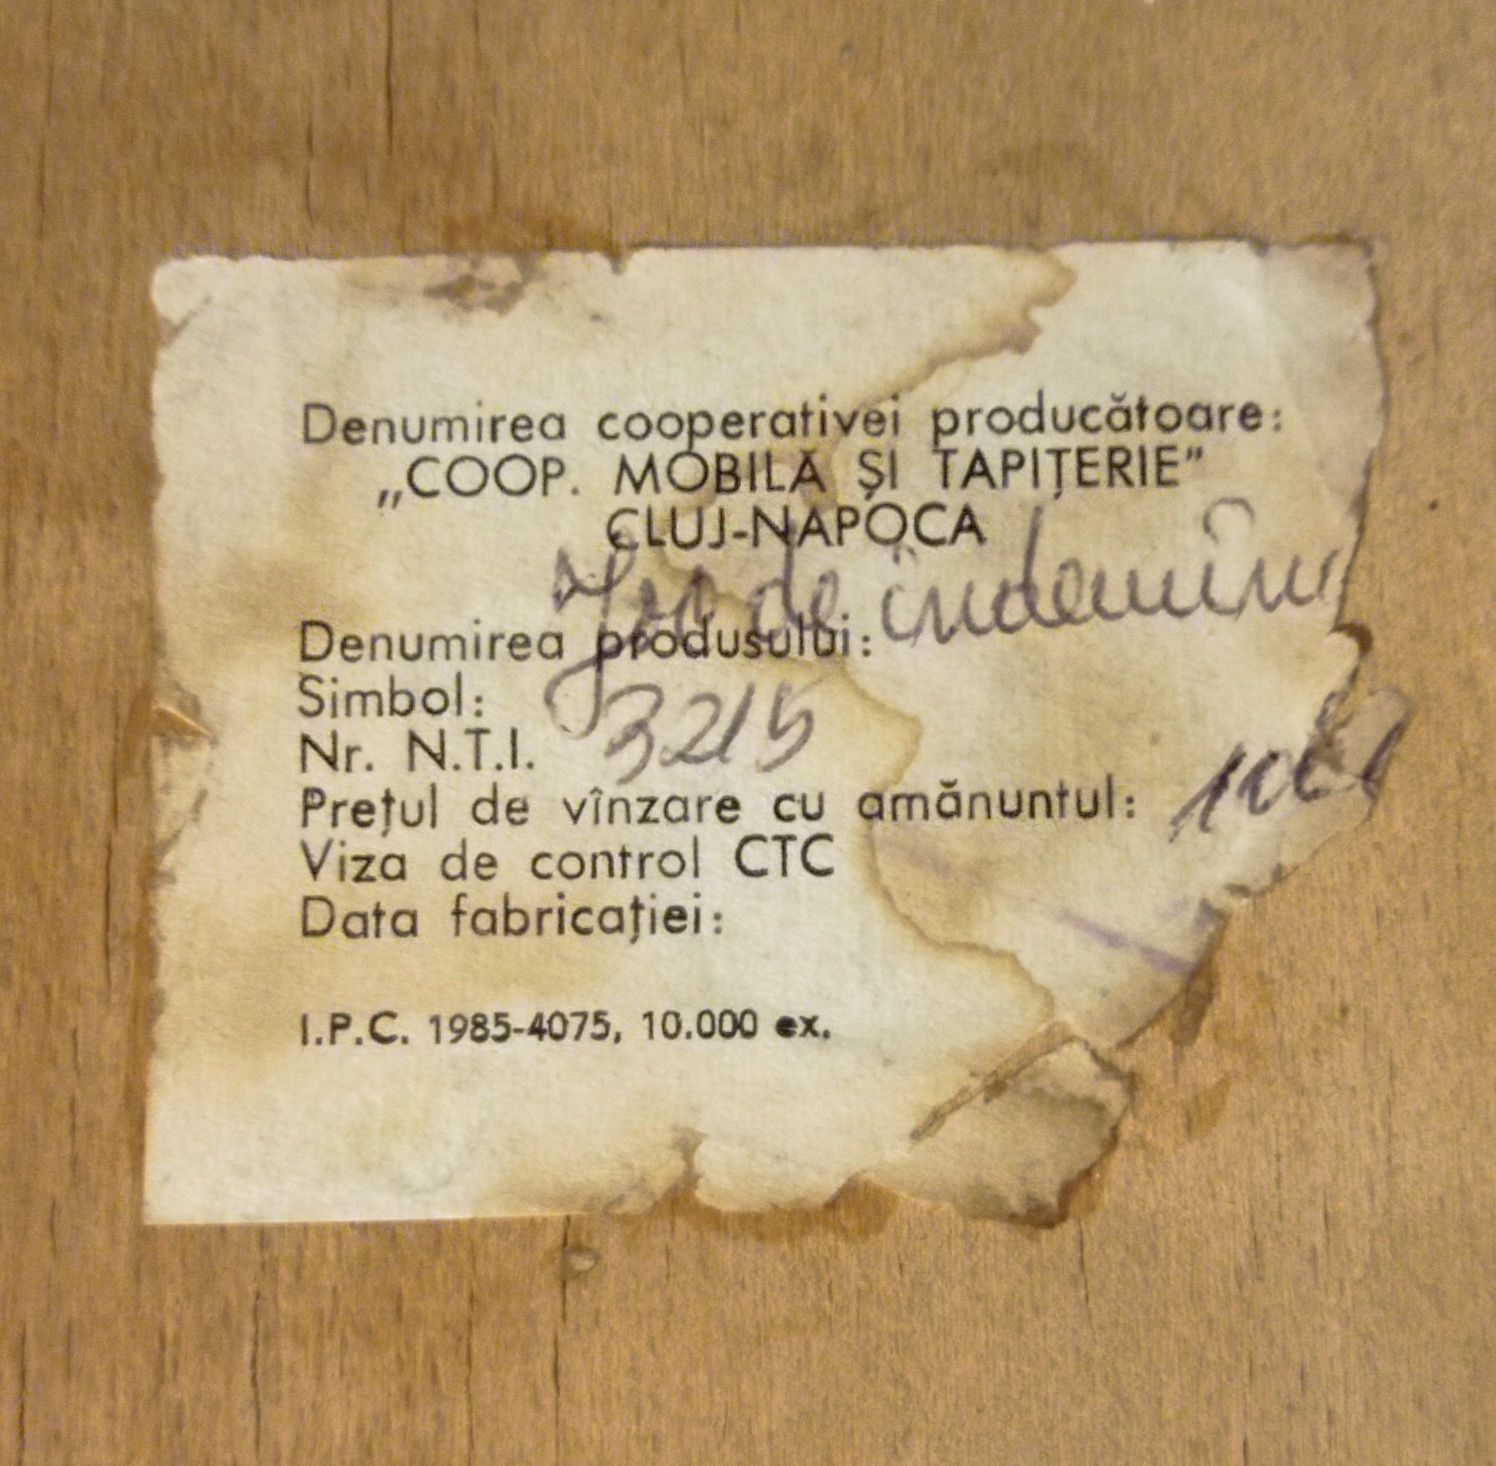 Denumirea cooperativei producătoare:
„COOP. MOBILĂ ȘI TAPIȚERIE”
CLUJ-NAPOCA
Joc de îndemîn
Denumirea produsului:
Simbol:
Nr. N.T.I. 3215
Prețul de vînzare cu amănuntul:
Viza de control CTC
Data fabricației:
I.P.C. 1985-4075, 10.000 ex.